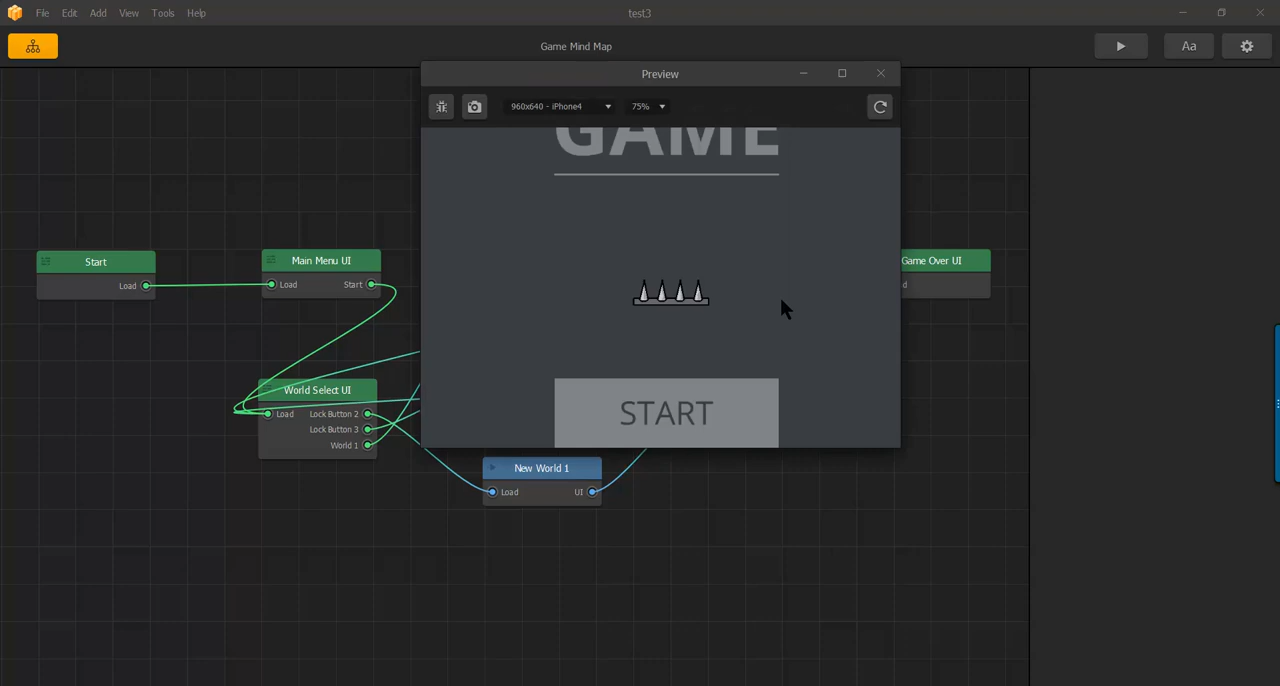 File Edit Add View Tools Help
test3
Game Mind Map
Aa
Preview
960x640 - iPhone4
75%
GAME
START
Start
Load
Main Menu UI
Load Start
World Select UI
Load Lock Button 2
Lock Button 3
World 1
New World 1
Load UI
Game Over UI